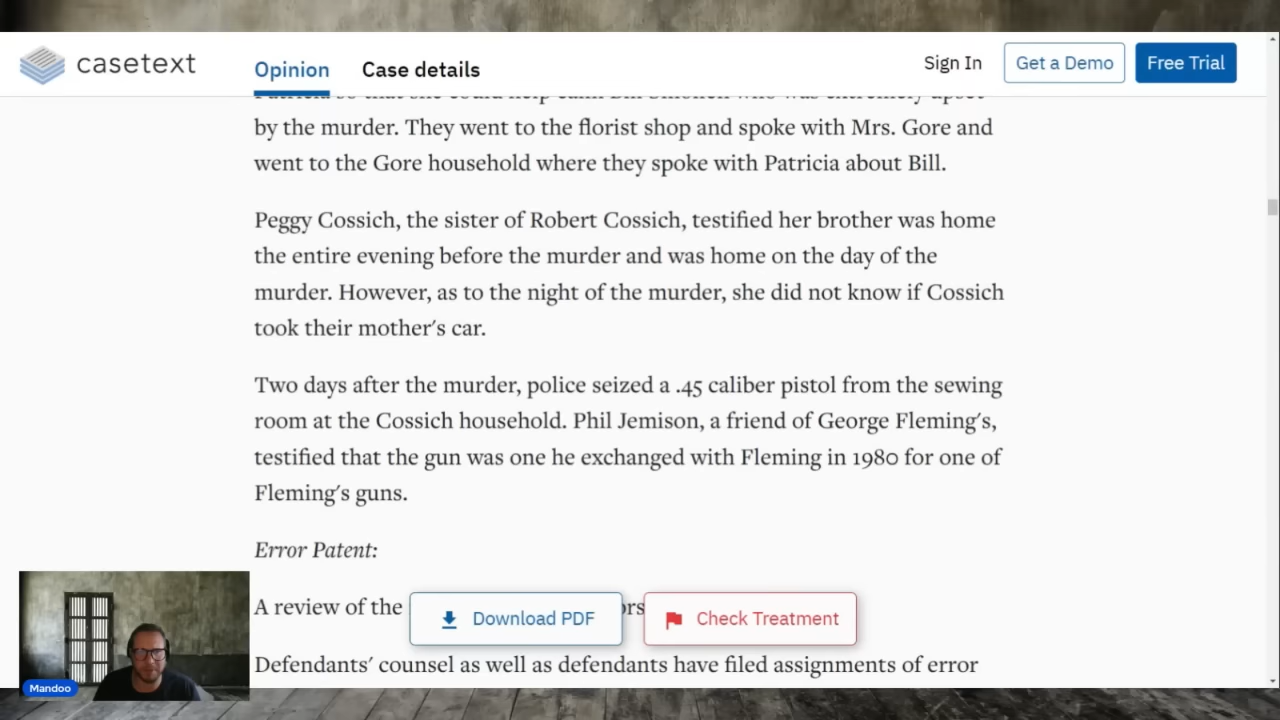 casetext
Opinion
Case details
Sign In
Get a Demo
Free Trial
by the murder. They went to the florist shop and spoke with Mrs. Gore and
went to the Gore household where they spoke with Patricia about Bill.
Peggy Cossich, the sister of Robert Cossich, testified her brother was home
the entire evening before the murder and was home on the day of the
murder. However, as to the night of the murder, she did not know if Cossich
took their mother's car.
Two days after the murder, police seized a .45 caliber pistol from the sewing
room at the Cossich household. Phil Jemison, a friend of George Fleming's,
testified that the gun was one he exchanged with Fleming in 1980 for one of
Fleming's guns.
Error Patent:
A review of the
Download PDF
Check Treatment
Defendants' counsel as well as defendants have filed assignments of error
Mandoo